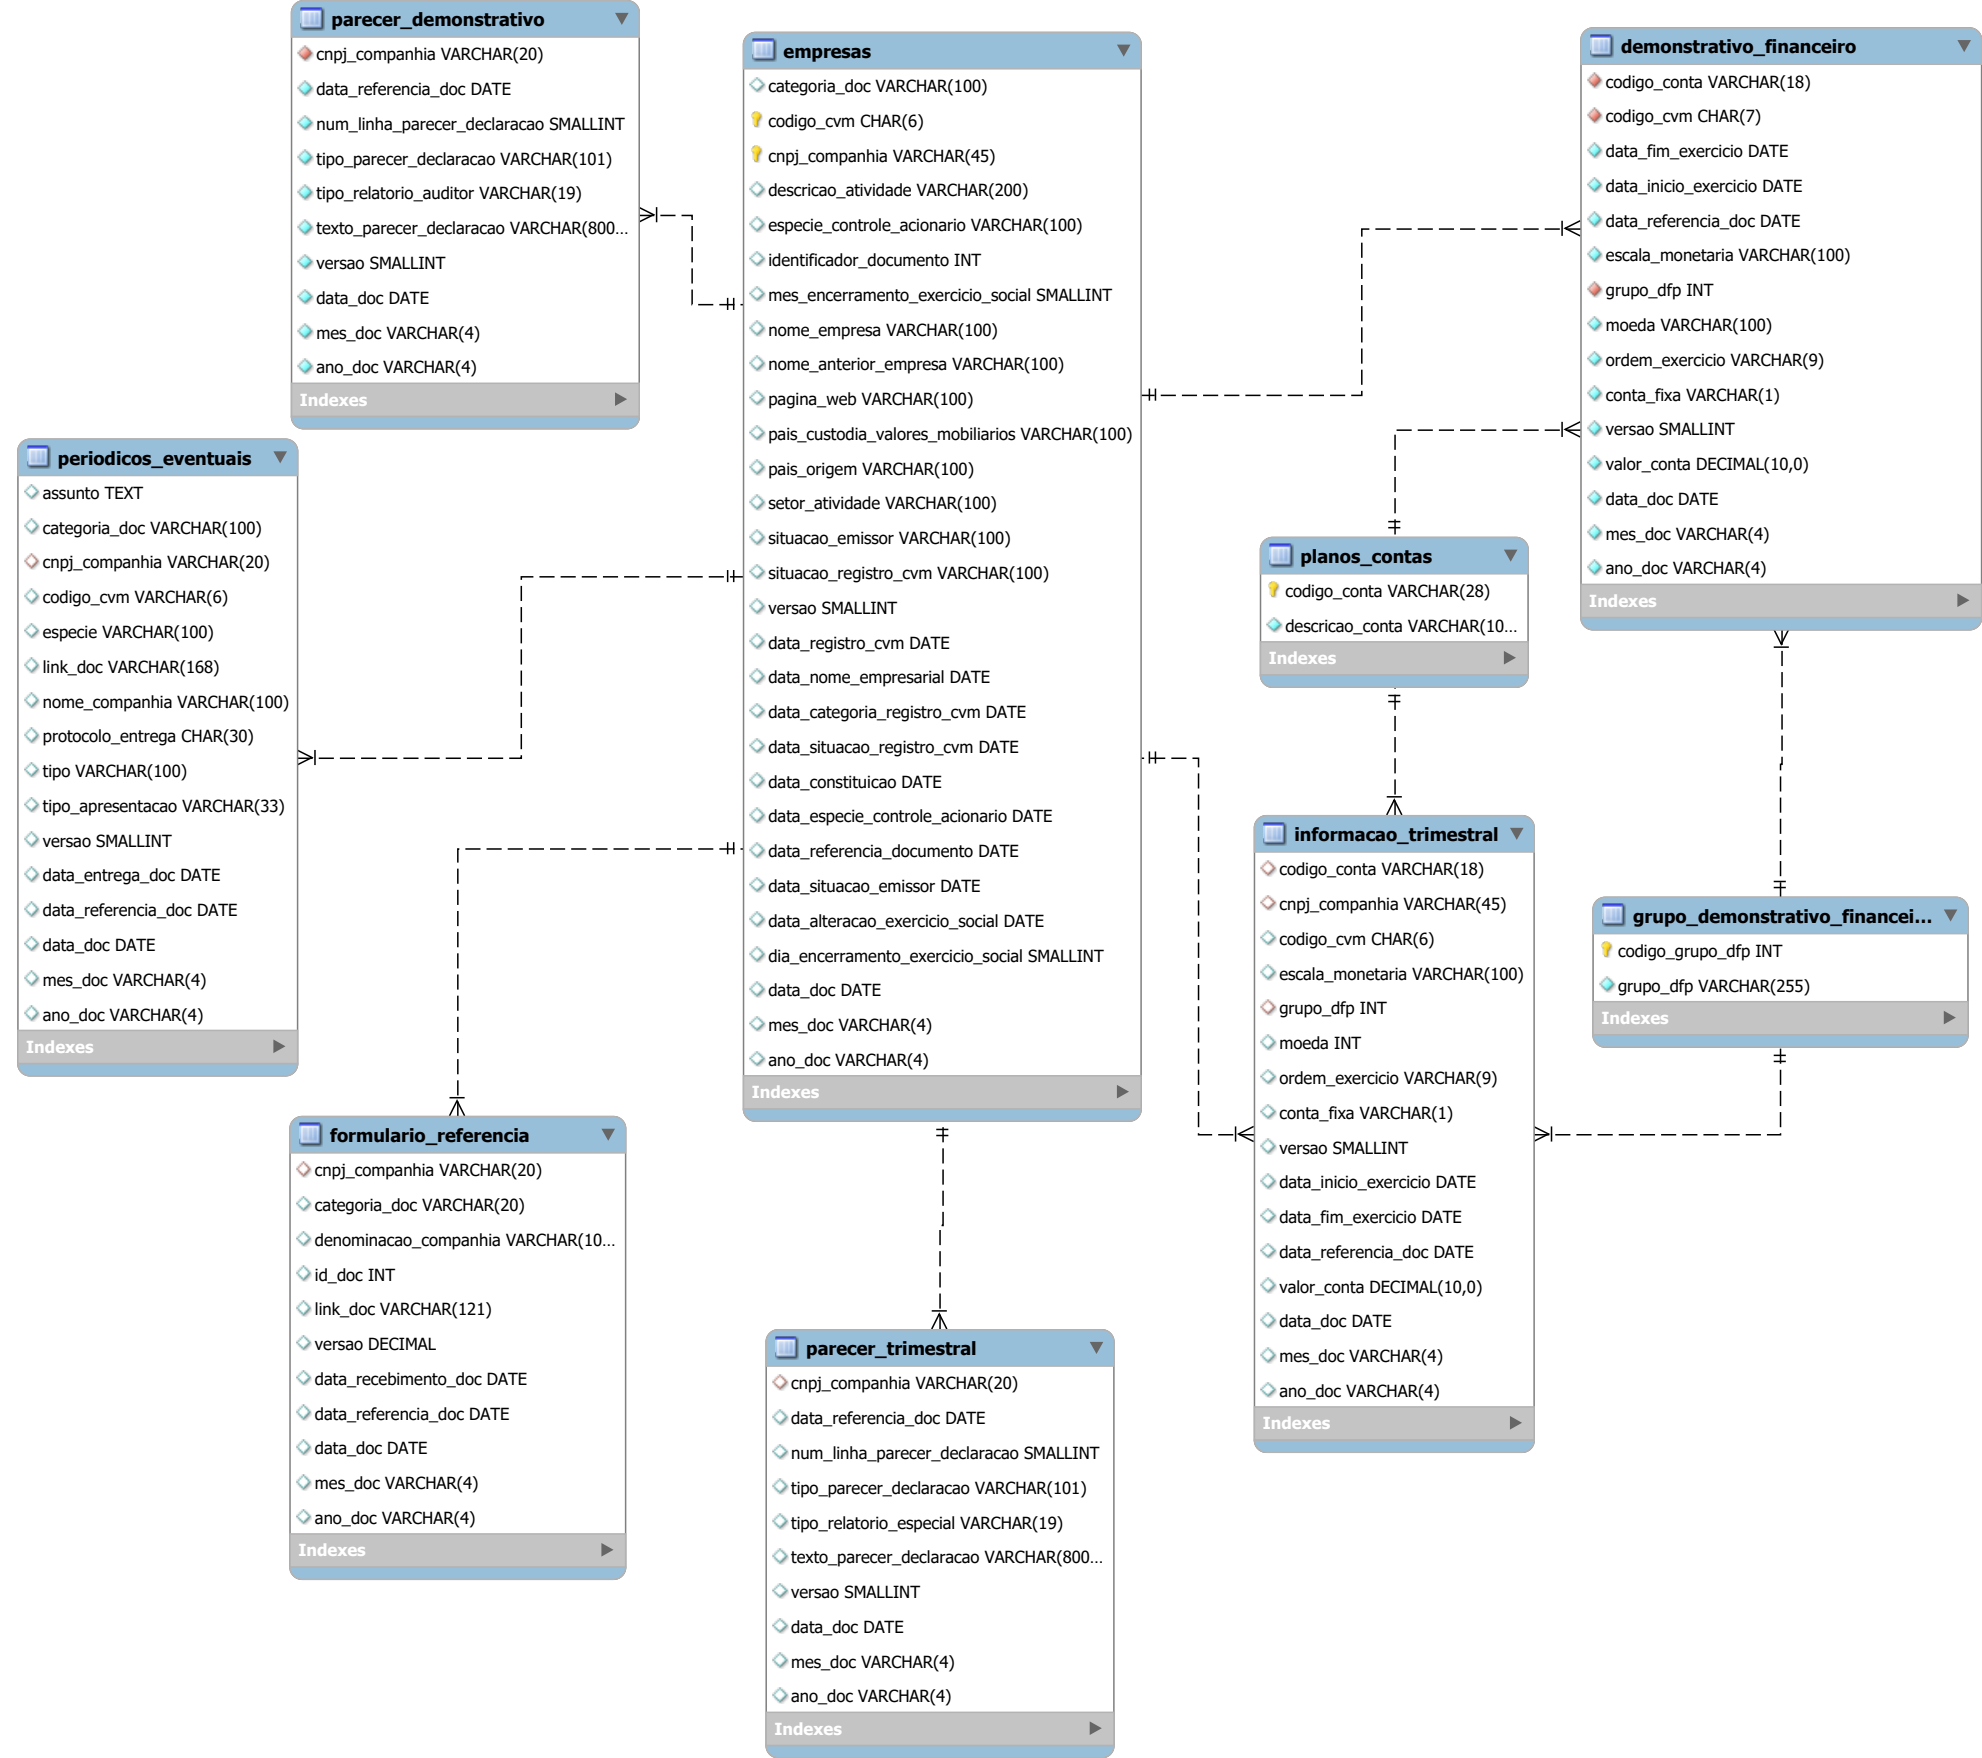 parecer_demonstrativo
cnpj_companhia VARCHAR(20)
data_referencia_doc DATE
num_linha_parecer_declaracao SMALLINT
tipo_parecer_declaracao VARCHAR(101)
tipo_relatorio_auditor VARCHAR(19)
texto_parecer_declaracao VARCHAR(800...
versao SMALLINT
data_doc DATE
mes_doc VARCHAR(4)
ano_doc VARCHAR(4)
Indexes
periodicos_eventuais
assunto TEXT
categoria_doc VARCHAR(100)
cnpj_companhia VARCHAR(20)
codigo_cvm VARCHAR(6)
especie VARCHAR(100)
link_doc VARCHAR(168)
nome_companhia VARCHAR(100)
protocolo_entrega CHAR(30)
tipo VARCHAR(100)
tipo_apresentacao VARCHAR(33)
versao SMALLINT
data_entrega_doc DATE
data_referencia_doc DATE
data_doc DATE
mes_doc VARCHAR(4)
ano_doc VARCHAR(4)
Indexes
formulario_referencia
cnpj_companhia VARCHAR(20)
categoria_doc VARCHAR(20)
denominacao_companhia VARCHAR(10...
id_doc INT
link_doc VARCHAR(121)
versao DECIMAL
data_recebimento_doc DATE
data_referencia_doc DATE
data_doc DATE
mes_doc VARCHAR(4)
ano_doc VARCHAR(4)
Indexes
empresas
categoria_doc VARCHAR(100)
codigo_cvm CHAR(6)
cnpj_companhia VARCHAR(45)
descricao_atividade VARCHAR(200)
especie_controle_acionario VARCHAR(100)
identificador_documento INT
mes_encerramento_exercicio_social SMALLINT
nome_empresa VARCHAR(100)
nome_anterior_empresa VARCHAR(100)
pagina_web VARCHAR(100)
pais_custodia_valores_mobiliarios VARCHAR(100)
pais_origem VARCHAR(100)
setor_atividade VARCHAR(100)
situacao_emissor VARCHAR(100)
situacao_registro_cvm VARCHAR(100)
versao SMALLINT
data_registro_cvm DATE
data_nome_empresarial DATE
data_categoria_registro_cvm DATE
data_situacao_registro_cvm DATE
data_constituicao DATE
data_especie_controle_acionario DATE
data_referencia_documento DATE
data_situacao_emissor DATE
data_alteracao_exercicio_social DATE
dia_encerramento_exercicio_social SMALLINT
data_doc DATE
mes_doc VARCHAR(4)
ano_doc VARCHAR(4)
Indexes
parecer_trimestral
cnpj_companhia VARCHAR(20)
data_referencia_doc DATE
num_linha_parecer_declaracao SMALLINT
tipo_parecer_declaracao VARCHAR(101)
tipo_relatorio_especial VARCHAR(19)
texto_parecer_declaracao VARCHAR(800...
versao SMALLINT
data_doc DATE
mes_doc VARCHAR(4)
ano_doc VARCHAR(4)
Indexes
demonstrativo_financeiro
codigo_conta VARCHAR(18)
codigo_cvm CHAR(7)
data_fim_exercicio DATE
data_inicio_exercicio DATE
data_referencia_doc DATE
escala_monetaria VARCHAR(100)
grupo_dfp INT
moeda VARCHAR(100)
ordem_exercicio VARCHAR(9)
conta_fixa VARCHAR(1)
versao SMALLINT
valor_conta DECIMAL(10,0)
data_doc DATE
mes_doc VARCHAR(4)
ano_doc VARCHAR(4)
Indexes
planos_contas
codigo_conta VARCHAR(28)
descricao_conta VARCHAR(10...
Indexes
informacao_trimestral
codigo_conta VARCHAR(18)
cnpj_companhia VARCHAR(45)
codigo_cvm CHAR(6)
escala_monetaria VARCHAR(100)
grupo_dfp INT
moeda INT
ordem_exercicio VARCHAR(9)
conta_fixa VARCHAR(1)
versao SMALLINT
data_inicio_exercicio DATE
data_fim_exercicio DATE
data_referencia_doc DATE
valor_conta DECIMAL(10,0)
data_doc DATE
mes_doc VARCHAR(4)
ano_doc VARCHAR(4)
Indexes
grupo_demonstrativo_financei...
codigo_grupo_dfp INT
grupo_dfp VARCHAR(255)
Indexes